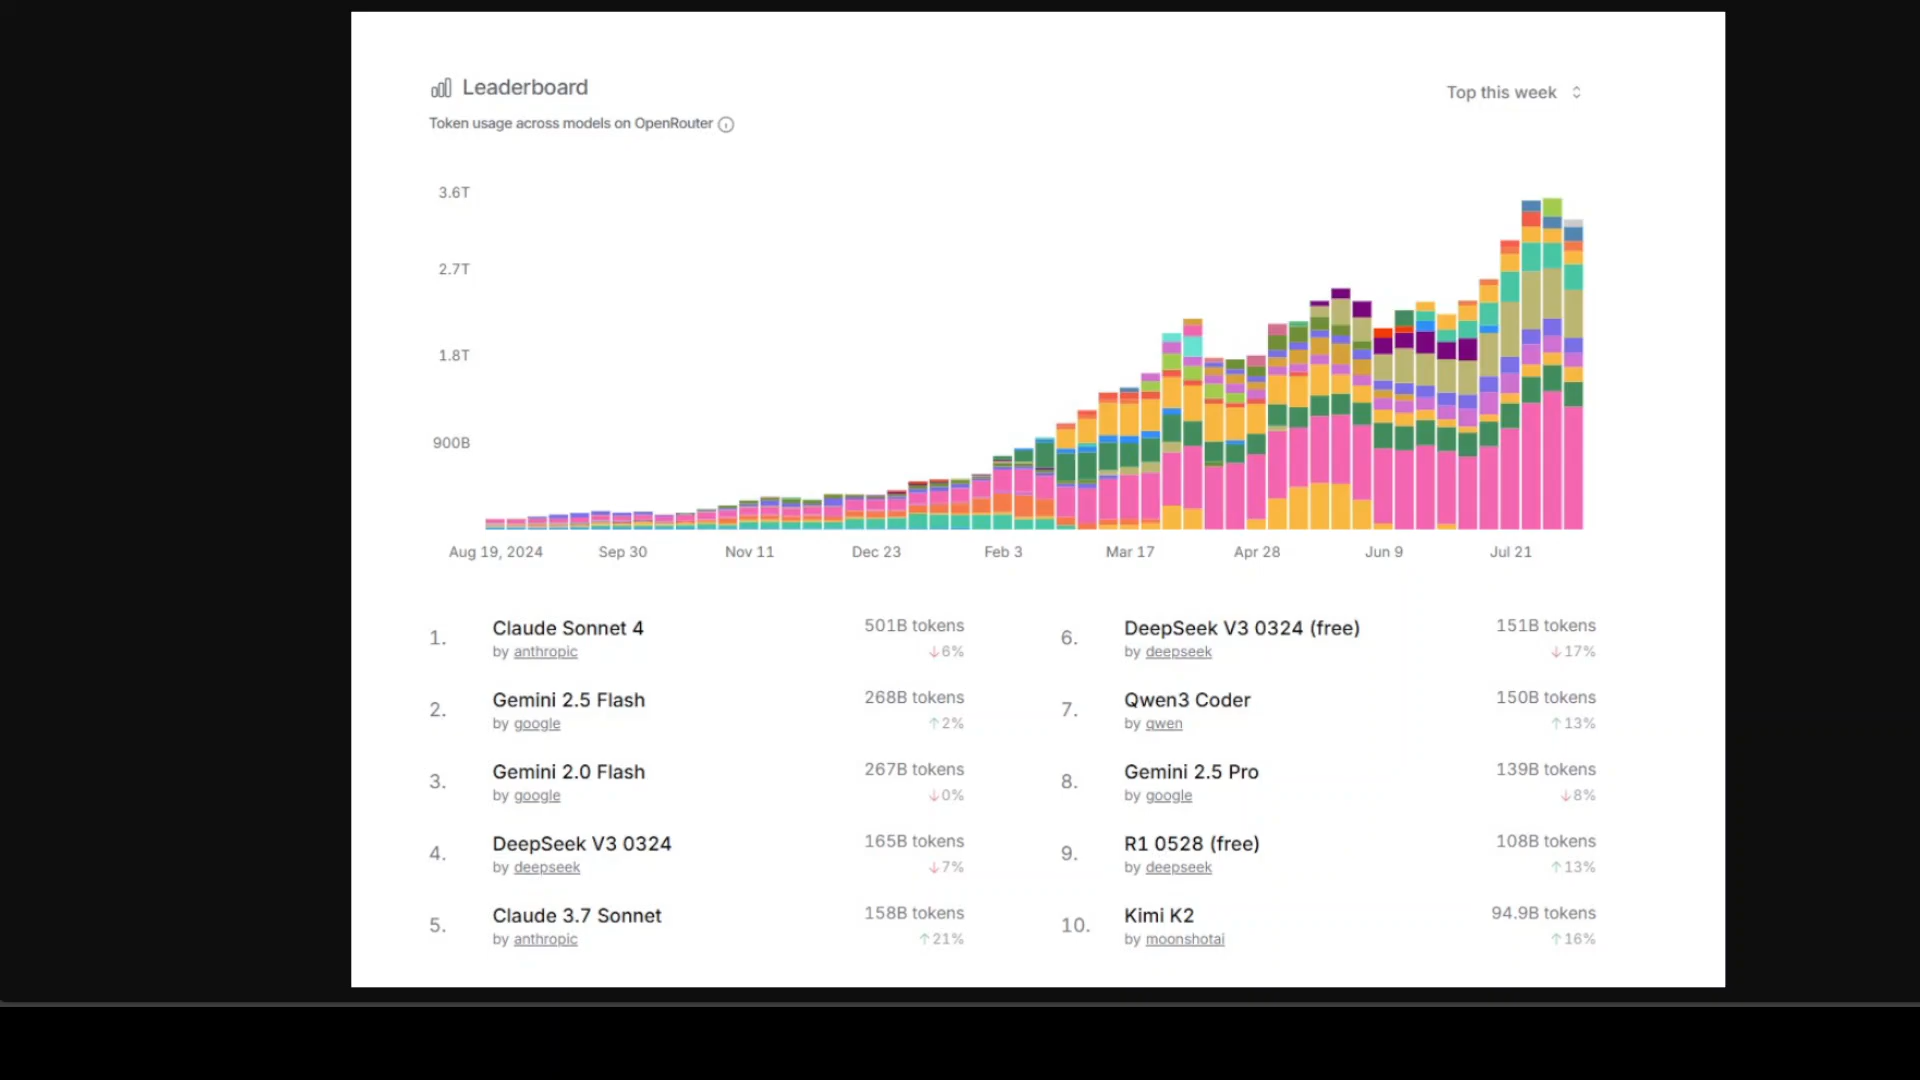 Leaderboard
Top this week
Token usage across models on OpenRouter
3.6T
2.7T
1.8T
900B
Aug 19, 2024
Sep 30
Nov 11
Dec 23
Feb 3
Mar 17
Apr 28
Jun 9
Jul 21
1.
Claude Sonnet 4
501B tokens
by anthropic
↓6%
2.
Gemini 2.5 Flash
268B tokens
by google
↑2%
3.
Gemini 2.0 Flash
267B tokens
by google
↓0%
4.
DeepSeek V3 0324
165B tokens
by deepseek
↓7%
5.
Claude 3.7 Sonnet
158B tokens
by anthropic
↑21%
6.
DeepSeek V3 0324 (free)
151B tokens
by deepseek
↓17%
7.
Qwen3 Coder
150B tokens
by qwen
↑13%
8.
Gemini 2.5 Pro
139B tokens
by google
↓8%
9.
R1 0528 (free)
108B tokens
by deepseek
↑13%
10.
Kimi K2
94.9B tokens
by moonshotai
↑16%